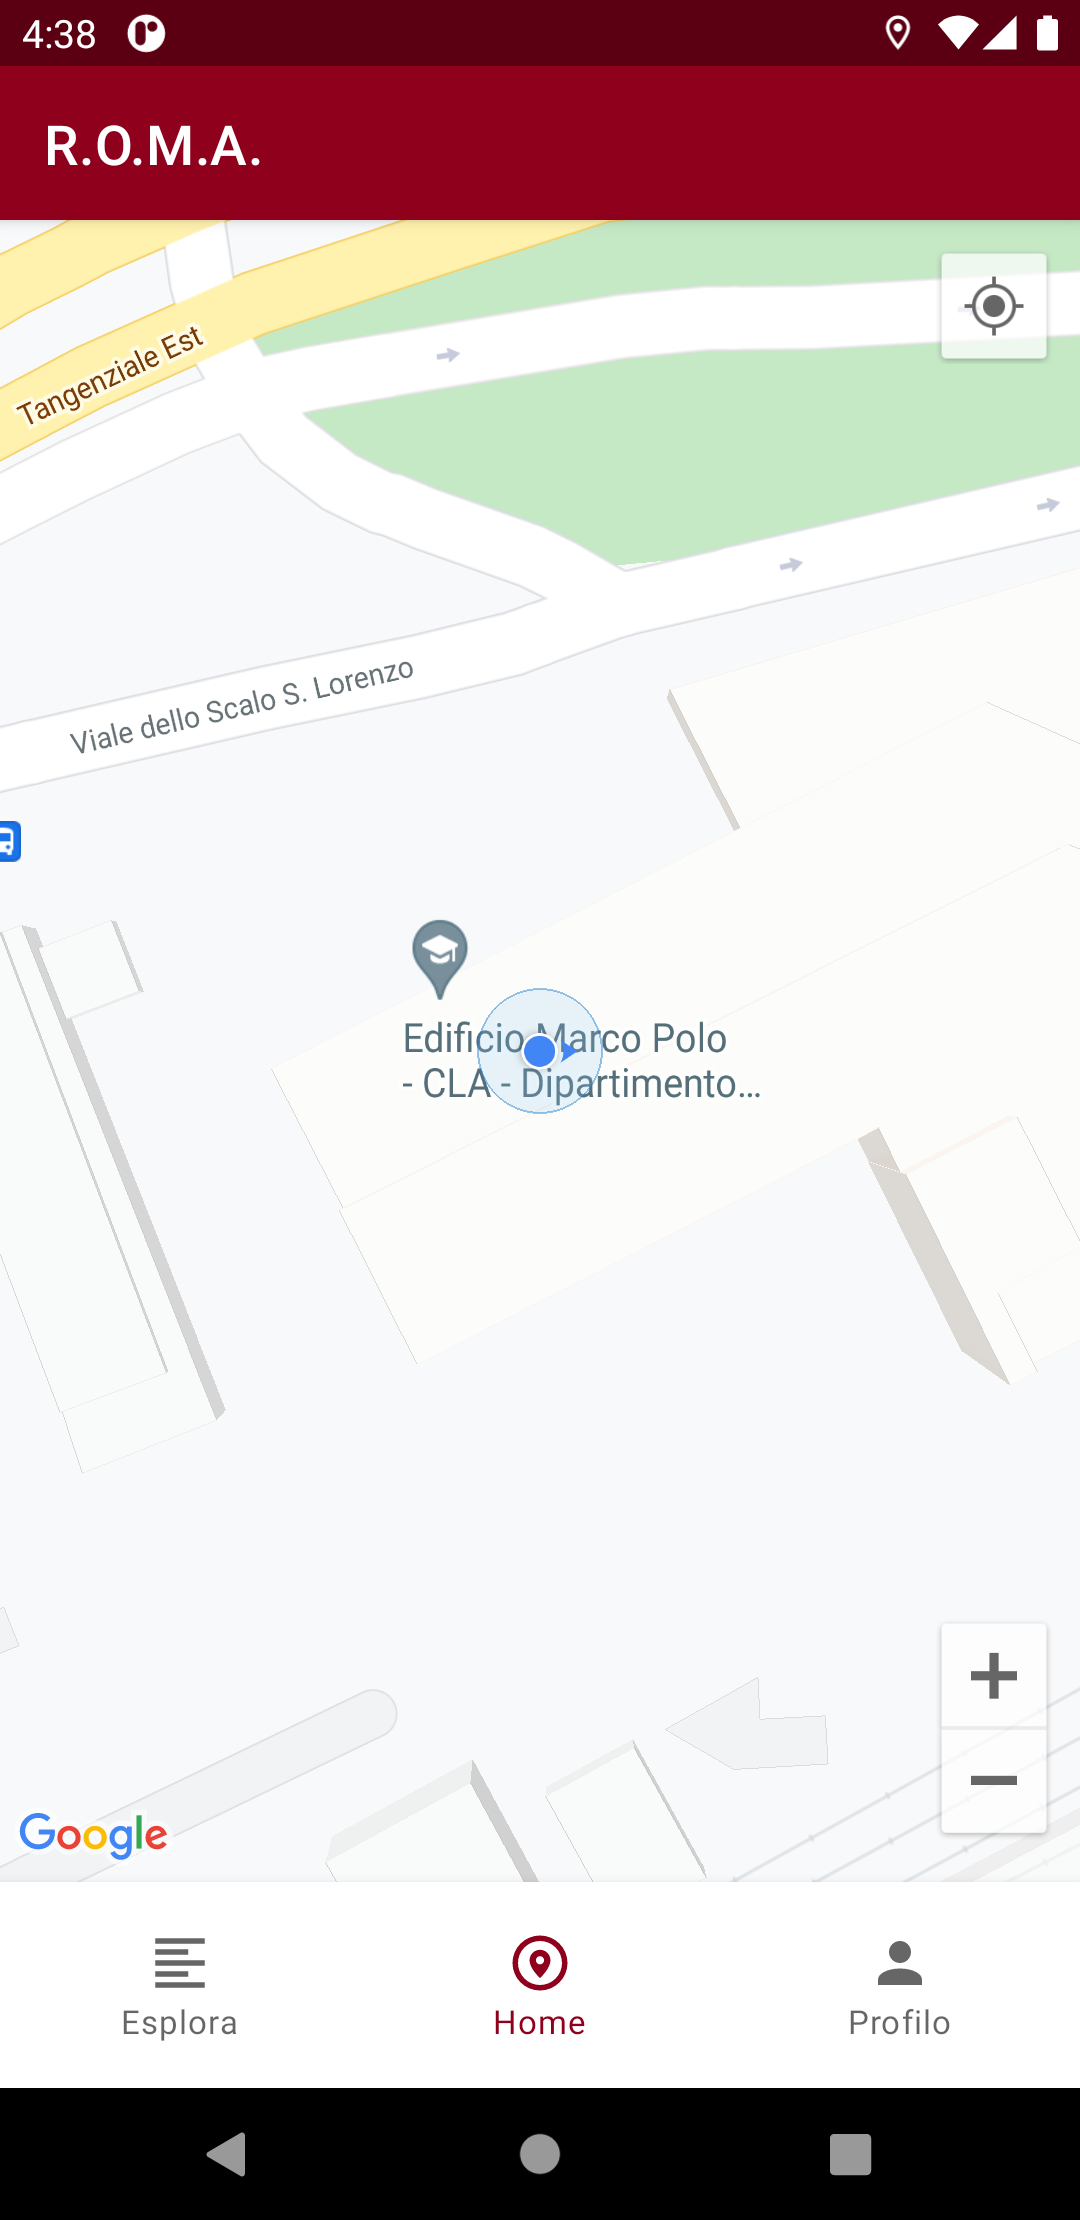 4:38
R.O.M.A.
Tangenziale Est
Viale dello Scalo S. Lorenzo
Edificio Marco Polo
- CLA - Dipartimento...
Google
Esplora
Home
Profilo